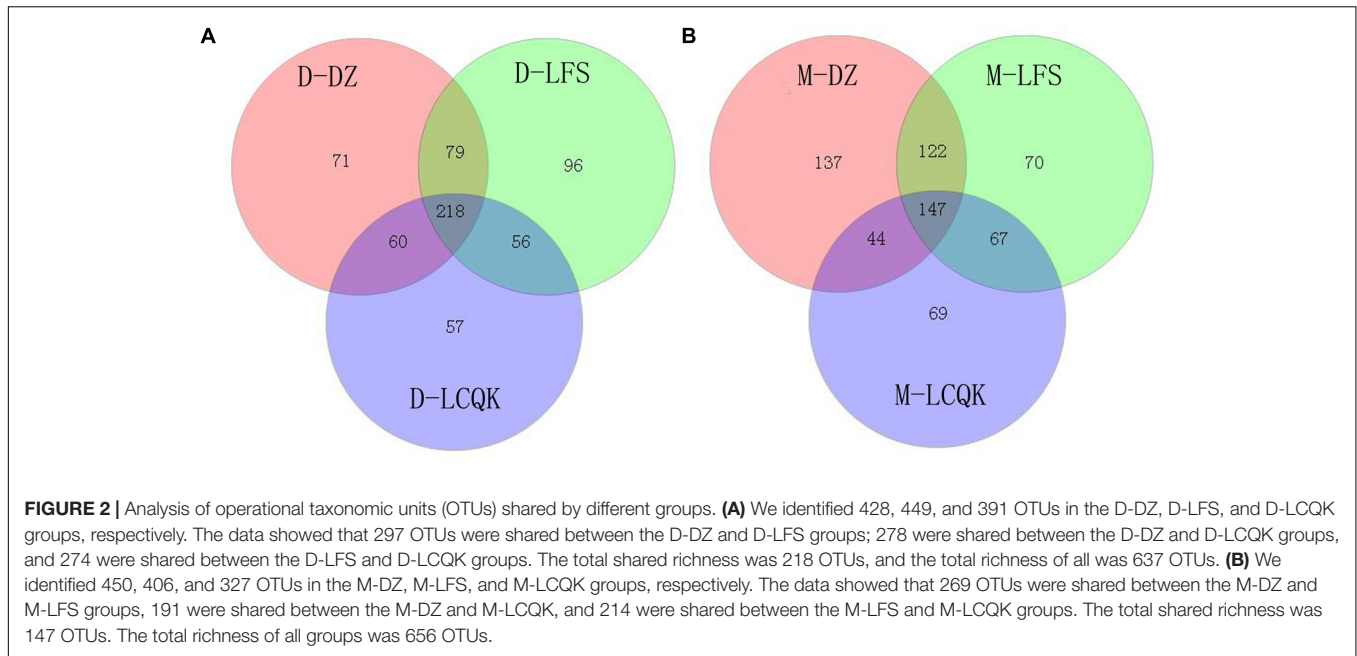 A
D-DZ
D-LFS
71
79
96
218
60
56
57
D-LCQK
B
M-DZ
M-LFS
137
122
70
147
44
67
69
M-LCQK
FIGURE 2 | Analysis of operational taxonomic units (OTUs) shared by different groups. (A) We identified 428, 449, and 391 OTUs in the D-DZ, D-LFS, and D-LCQK
groups, respectively. The data showed that 297 OTUs were shared between the D-DZ and D-LFS groups; 278 were shared between the D-DZ and D-LCQK groups,
and 274 were shared between the D-LFS and D-LCQK groups. The total shared richness was 218 OTUs, and the total richness of all was 637 OTUs. (B) We
identified 450, 406, and 327 OTUs in the M-DZ, M-LFS, and M-LCQK groups, respectively. The data showed that 269 OTUs were shared between the M-DZ and
M-LFS groups, 191 were shared between the M-DZ and M-LCQK, and 214 were shared between the M-LFS and M-LCQK groups. The total shared richness was
147 OTUs. The total richness of all groups was 656 OTUs.